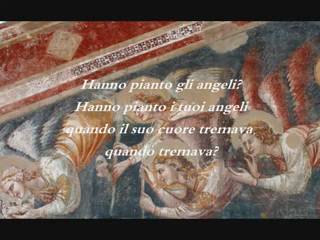 Hanno pianto gli angeli?
Hanno pianto i tuoi angeli
quando il suo cuore tremava,
quando tremava?